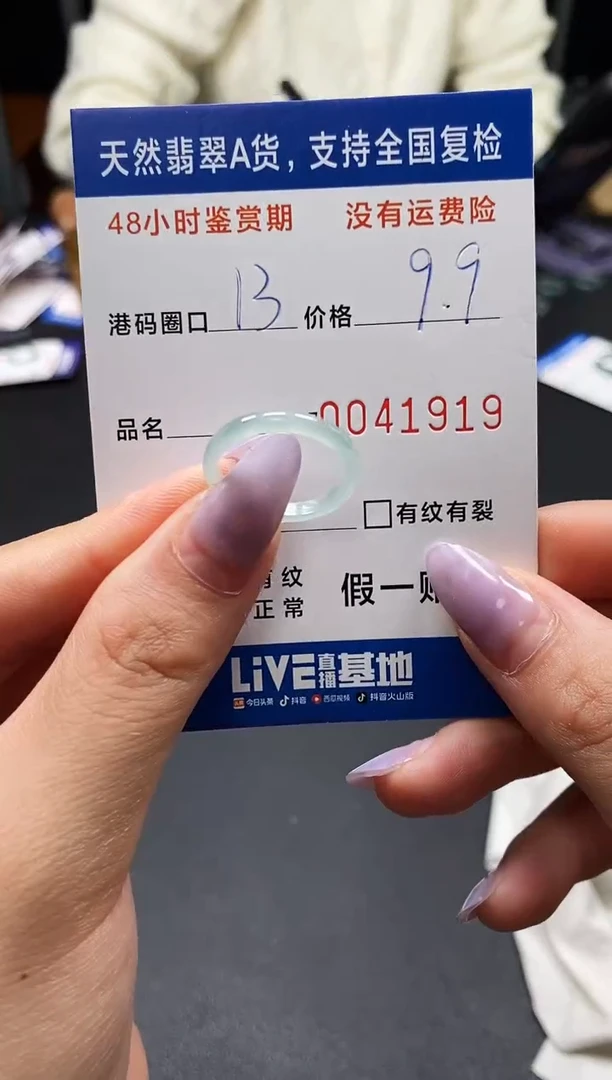 天然翡翠A货，支持全国复检
48小时鉴赏期 没有运费险
港码圈口 13 价格 9.9
品名 0041919
□有纹有裂
纹 假一
正常
LiVE直播基地
今日头条 抖音 西瓜视频 抖音火山版